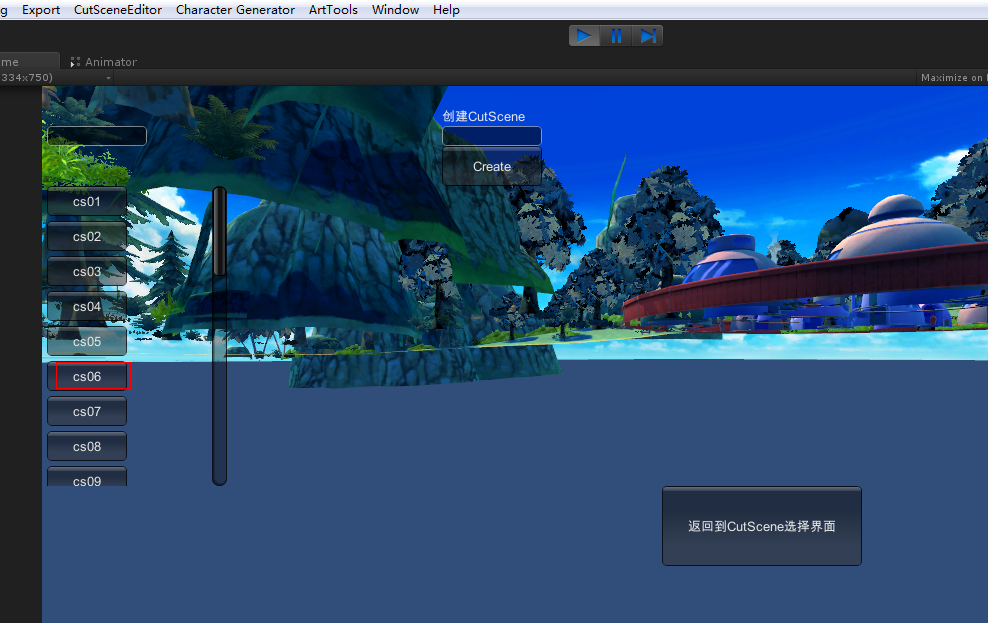 g Export CutSceneEditor Character Generator ArtTools Window Help
me Animator
334x750) Maximize on
创建CutScene
Create
cs01
cs02
cs03
cs04
cs05
cs06
cs07
cs08
cs09
返回到CutScene选择界面